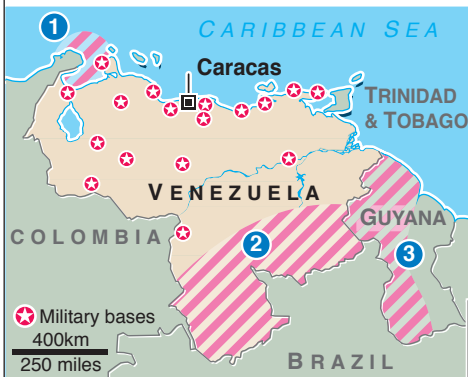 1
CARIBBEAN SEA
Caracas
TRINIDAD
& TOBAGO
VENEZUELA
GUYANA
COLOMBIA
2
3
Military bases
400km
250 miles
BRAZIL